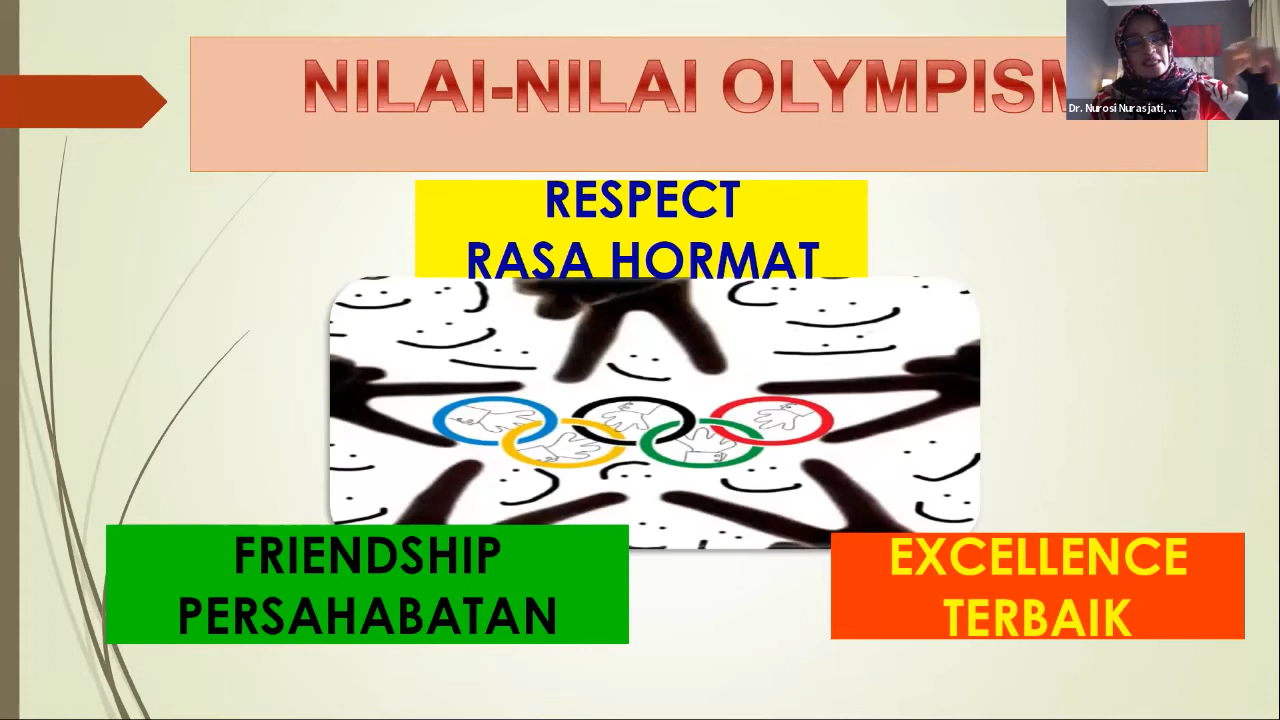 NILAI-NILAI OLYMPISM
Dr. Nurosi Nurasjati, ...
RESPECT
RASA HORMAT
FRIENDSHIP
PERSAHABATAN
EXCELLENCE
TERBAIK